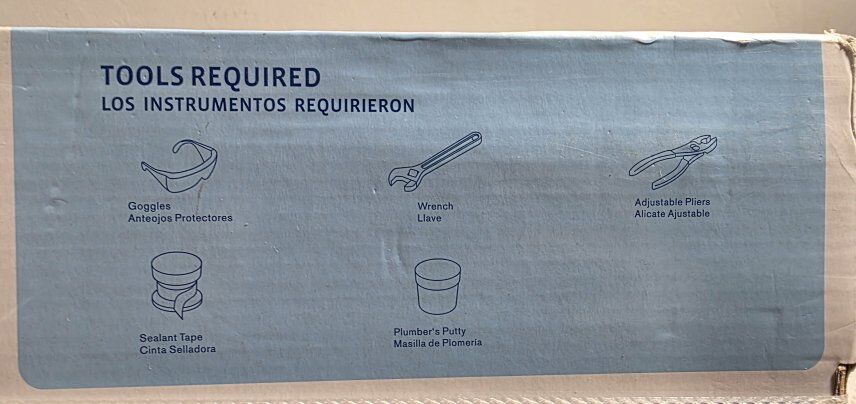 TOOLS REQUIRED
LOS INSTRUMENTOS REQUIRIERON
Goggles
Anteojos Protectores
Wrench
Llave
Adjustable Pliers
Alicate Ajustable
Sealant Tape
Cinta Selladora
Plumber's Putty
Masilla de Plomería